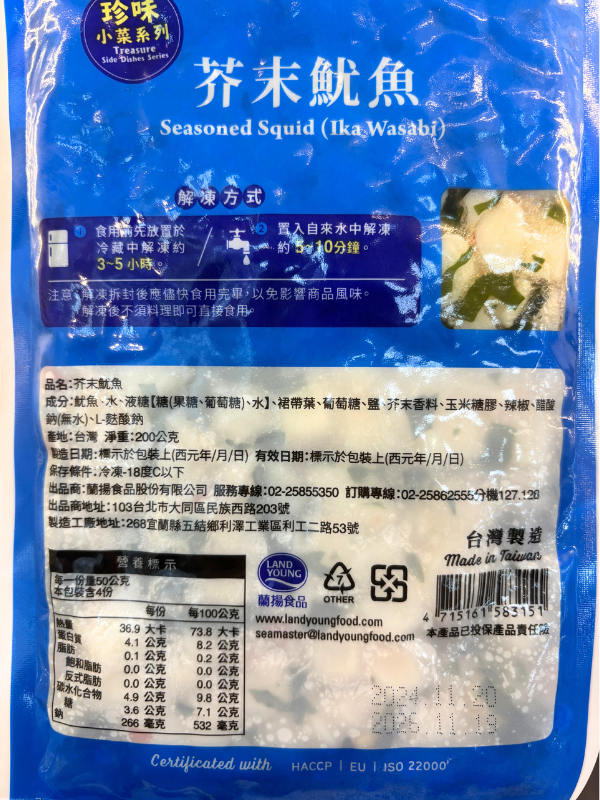 珍味
小菜系列
Treasure
Side Dishes Series
芥末魷魚
Seasoned Squid (Ika Wasabi)
解凍方式
1 食用前先放置於
冷藏中解凍約
3~5小時。
2 置入自來水中解凍
約5~10分鐘。
注意:解凍拆封後應儘快食用完畢,以免影響商品風味。
解凍後不須料理即可直接食用。
品名:芥末魷魚
成分:魷魚、水、液糖【糖(果糖、葡萄糖)、水】、裙帶葉、葡萄糖、鹽、芥末香料、玉米糖膠、辣椒、醋酸
鈉(無水)、L-麩酸鈉
產地:台灣 淨重:200公克
製造日期:標示於包裝上(西元年/月/日) 有效日期:標示於包裝上(西元年/月/日)
保存條件:冷凍-18度C以下
出品商:蘭揚食品股份有限公司 服務專線:02-25855350 訂購專線:02-25862555分機127.126
出品商地址:103台北市大同區民族西路203號
製造工廠地址:268宜蘭縣五結鄉利澤工業區利工二路53號
營養標示
每一份量50公克
本包裝含4份
每份 每100公克
熱量 36.9 大卡 73.8 大卡
蛋白質 4.1 公克 8.2 公克
脂肪 0.1 公克 0.2 公克
飽和脂肪 0.0 公克 0.0 公克
反式脂肪 0.0 公克 0.0 公克
碳水化合物 4.9 公克 9.8 公克
糖 3.6 公克 7.1 公克
鈉 266 毫克 532 毫克
LAND
YOUNG
蘭揚食品
7
OTHER
www.landyoungfood.com
seamaster@landyoungfood.com
台灣製造
Made in Taiwan
4 715161 583151
本產品已投保產品責任險
2024.11.20
2026.11.19
Certificated with HACCP | EU | ISO 22000